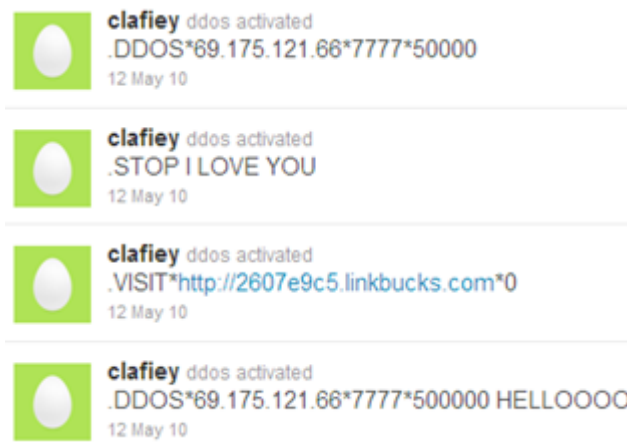 clafiey ddos activated
.DDOS*69.175.121.66*7777*50000
12 May 10
clafiey ddos activated
.STOP I LOVE YOU
12 May 10
clafiey ddos activated
.VISIT*http://2607e9c5.linkbucks.com*0
12 May 10
clafiey ddos activated
.DDOS*69.175.121.66*7777*500000 HELLOOOO
12 May 10